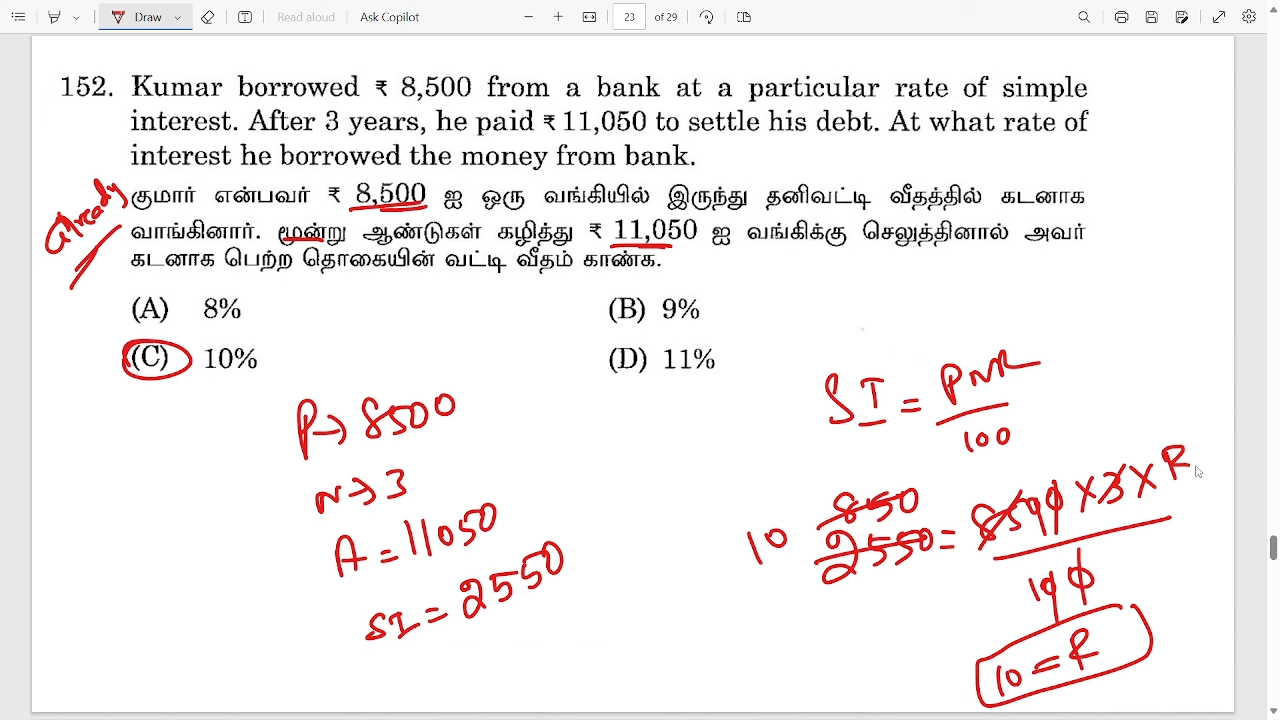 Draw
Read aloud
Ask Copilot
23
of 29
152. Kumar borrowed ₹ 8,500 from a bank at a particular rate of simple
interest. After 3 years, he paid ₹ 11,050 to settle his debt. At what rate of
interest he borrowed the money from bank.
Already
குமார் என்பவர் ₹ 8,500 ஐ ஒரு வங்கியில் இருந்து தனிவட்டி வீதத்தில் கடனாக
வாங்கினார். மூன்று ஆண்டுகள் கழித்து ₹ 11,050 ஐ வங்கிக்கு செலுத்தினால் அவர்
கடனாக பெற்ற தொகையின் வட்டி வீதம் காண்க.
(A) 8%
(B) 9%
(C) 10%
(D) 11%
P→ 8500
N→ 3
A = 11050
SI = 2550
SI = PNR
100
850
10 2550 = 8500 × 3 × R
100
10 = R